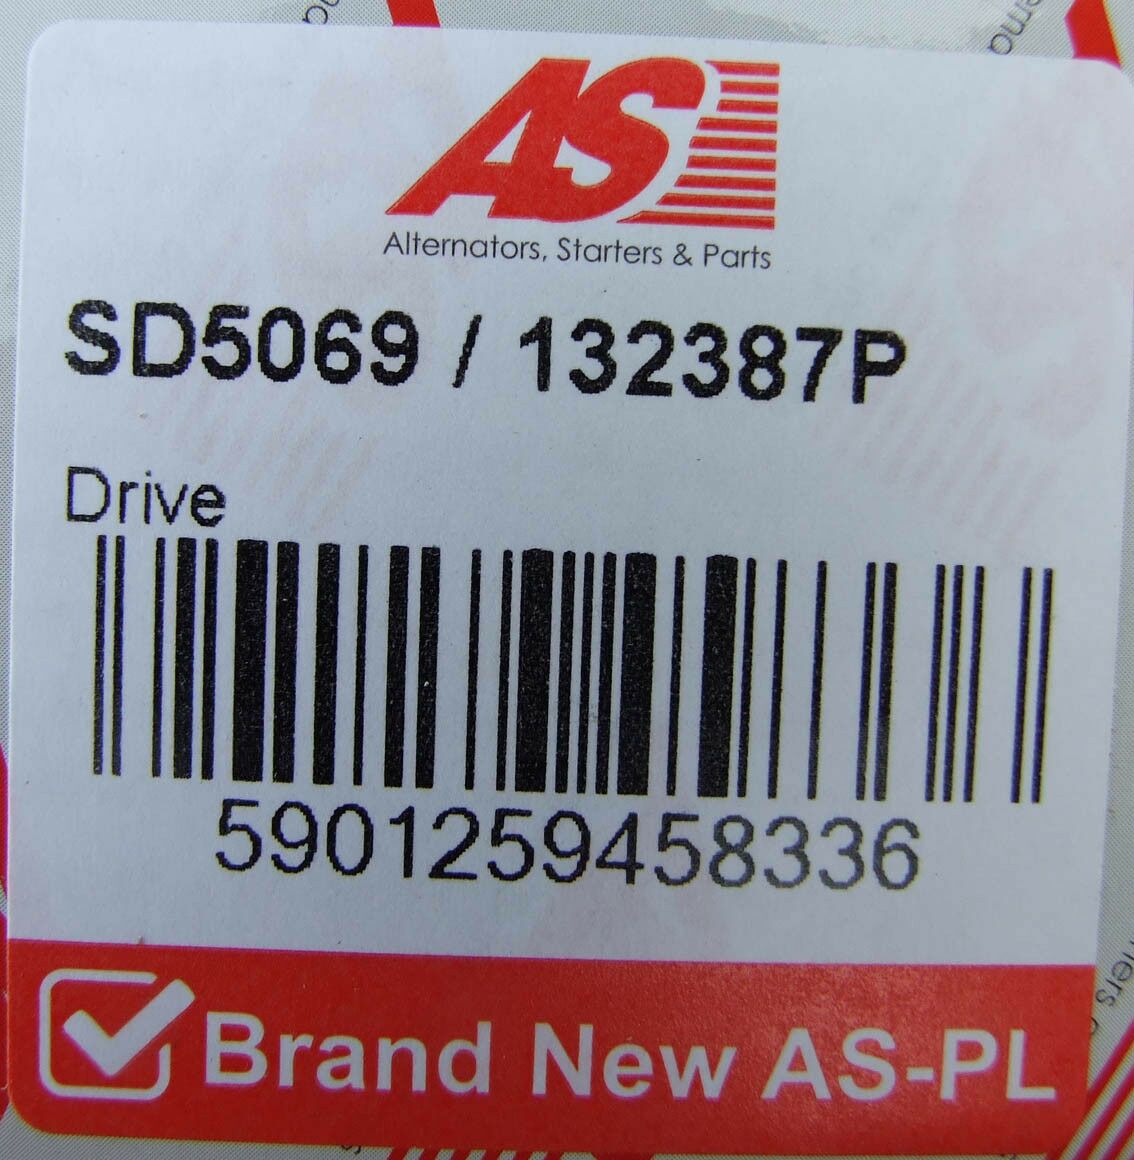 AS
Alternators, Starters & Parts
SD5069 / 132387P
Drive
5901259458336
Brand New AS-PL